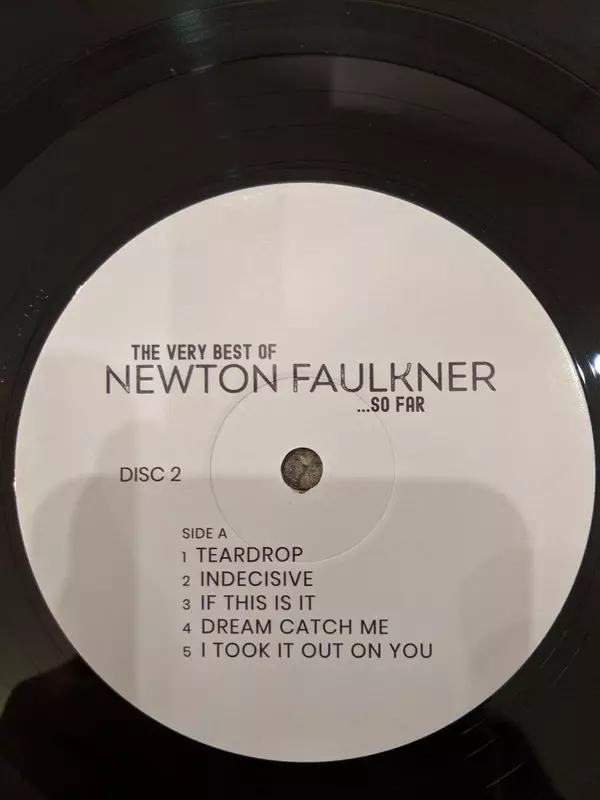 THE VERY BEST OF
NEWTON FAULKNER
...SO FAR
DISC 2
SIDE A
1 TEARDROP
2 INDECISIVE
3 IF THIS IS IT
4 DREAM CATCH ME
5 I TOOK IT OUT ON YOU